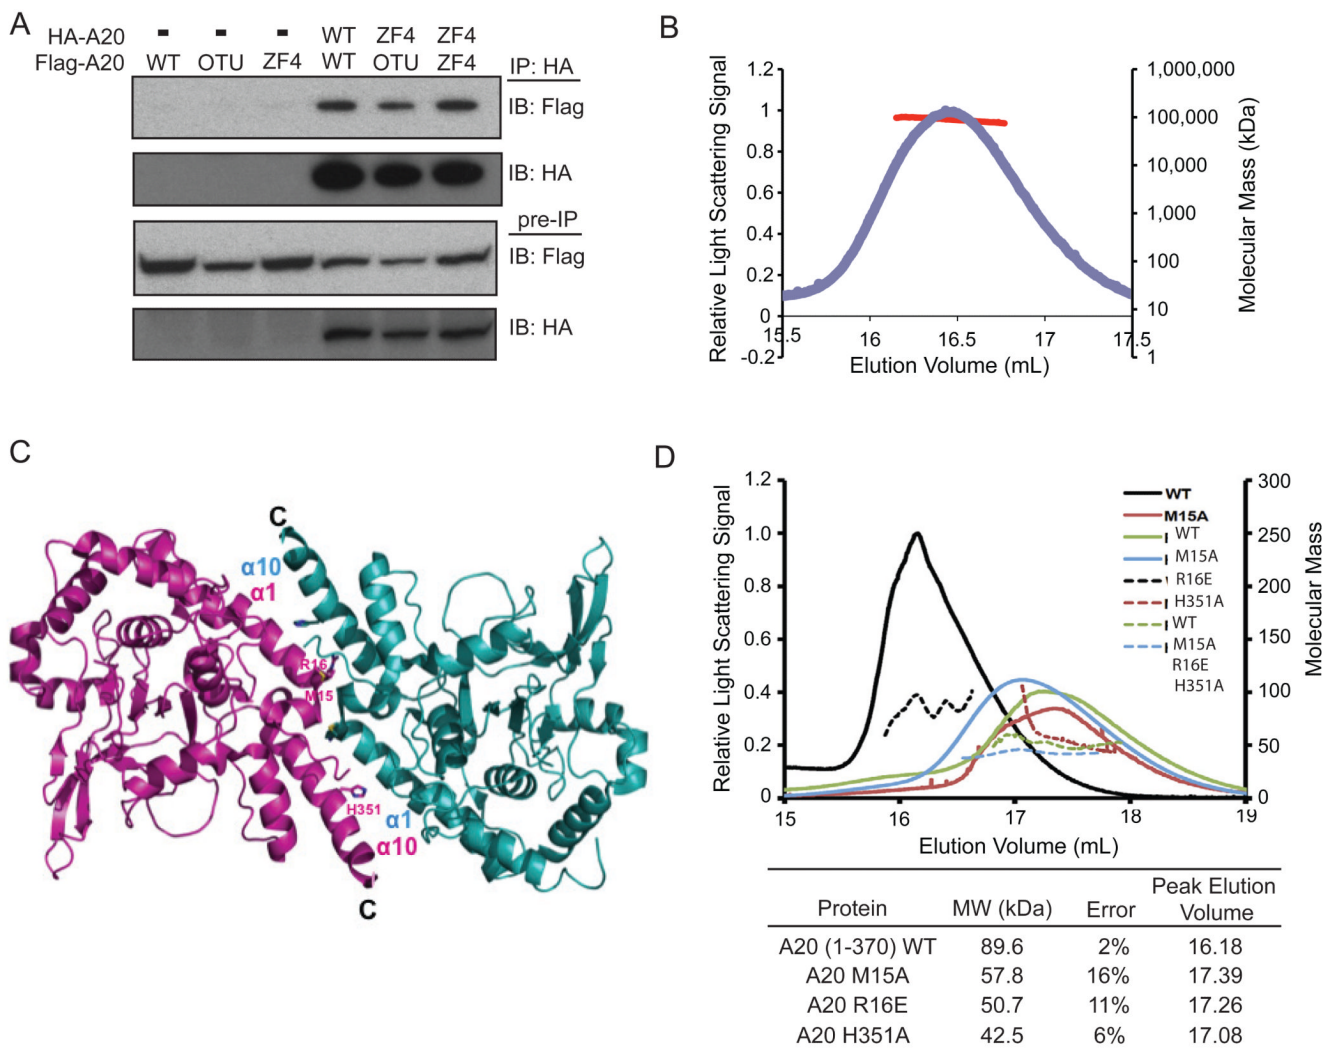 A
HA-A20 - - - WT ZF4 ZF4
Flag-A20 WT OTU ZF4 WT OTU ZF4
IP: HA
IB: Flag
IB: HA
pre-IP
IB: Flag
IB: HA
B
Relative Light Scattering Signal
1.2
1
0.8
0.6
0.4
0.2
0
-0.2
15.5 16 16.5 17 17.5
Elution Volume (mL)
1,000,000
100,000
10,000
1,000
100
10
1
Molecular Mass (kDa)
C
C
α10
α1
R16
M15
H351
α1
α10
C
D
Relative Light Scattering Signal
1.2
1.0
0.8
0.6
0.4
0.2
0
15 16 17 18 19
Elution Volume (mL)
300
250
200
150
100
50
0
Molecular Mass
WT
M15A
WT
M15A
R16E
H351A
WT
M15A
R16E
H351A
Protein MW (kDa) Error Peak Elution Volume
A20 (1-370) WT 89.6 2% 16.18
A20 M15A 57.8 16% 17.39
A20 R16E 50.7 11% 17.26
A20 H351A 42.5 6% 17.08